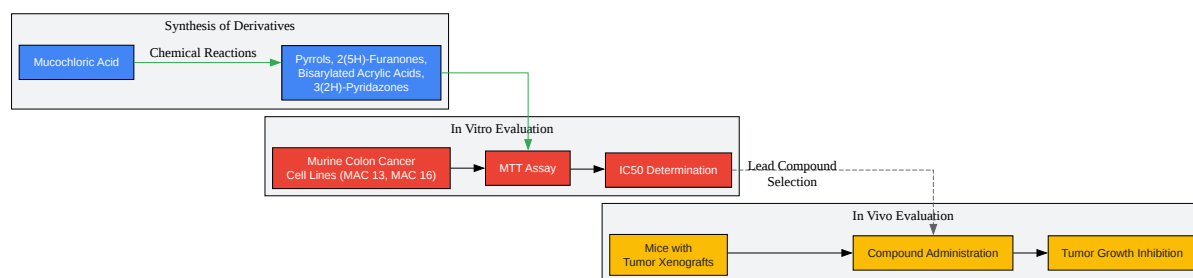 Synthesis of Derivatives
Mucochloric Acid
Chemical Reactions
Pyrrols, 2(5H)-Furanones,
Bisarylated Acrylic Acids,
3(2H)-Pyridazones
In Vitro Evaluation
Murine Colon Cancer
Cell Lines (MAC 13, MAC 16)
MTT Assay
IC50 Determination
Lead Compound
Selection
In Vivo Evaluation
Mice with
Tumor Xenografts
Compound Administration
Tumor Growth Inhibition